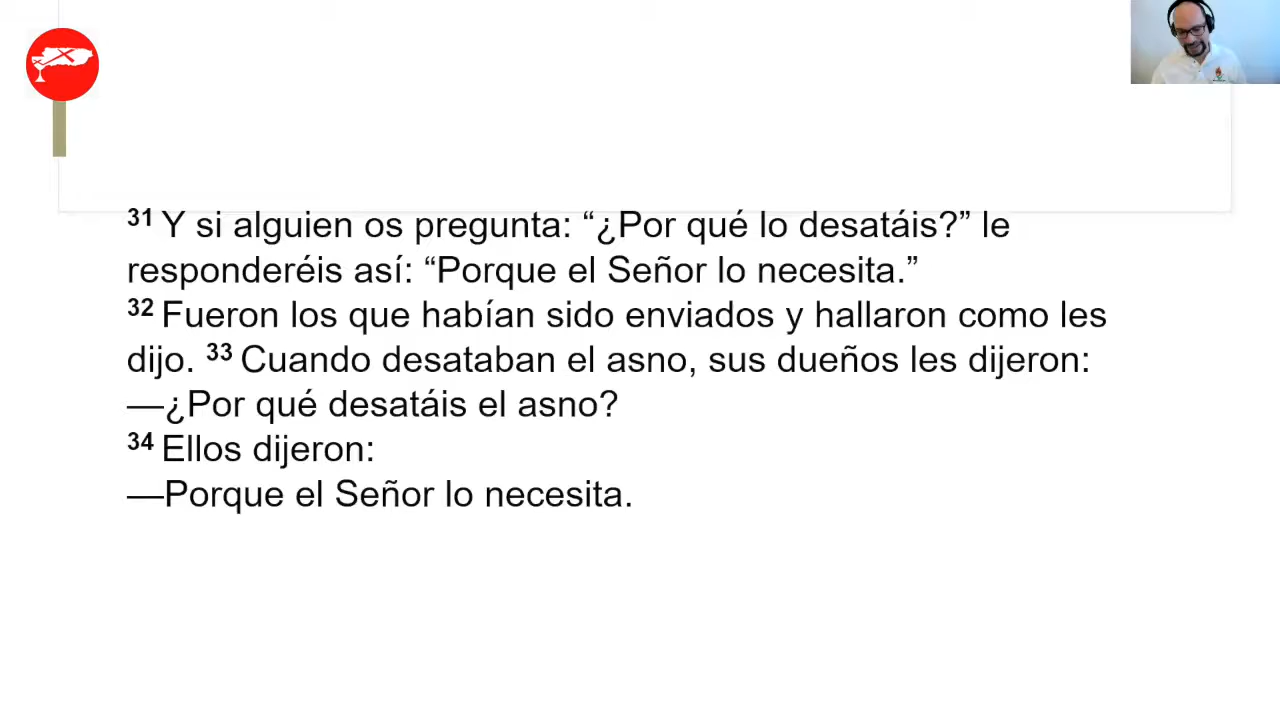 31 Y si alguien os pregunta: “¿Por qué lo desatáis?” le
responderéis así: “Porque el Señor lo necesita.”
32 Fueron los que habían sido enviados y hallaron como les
dijo. 33 Cuando desataban el asno, sus dueños les dijeron:
—¿Por qué desatáis el asno?
34 Ellos dijeron:
—Porque el Señor lo necesita.